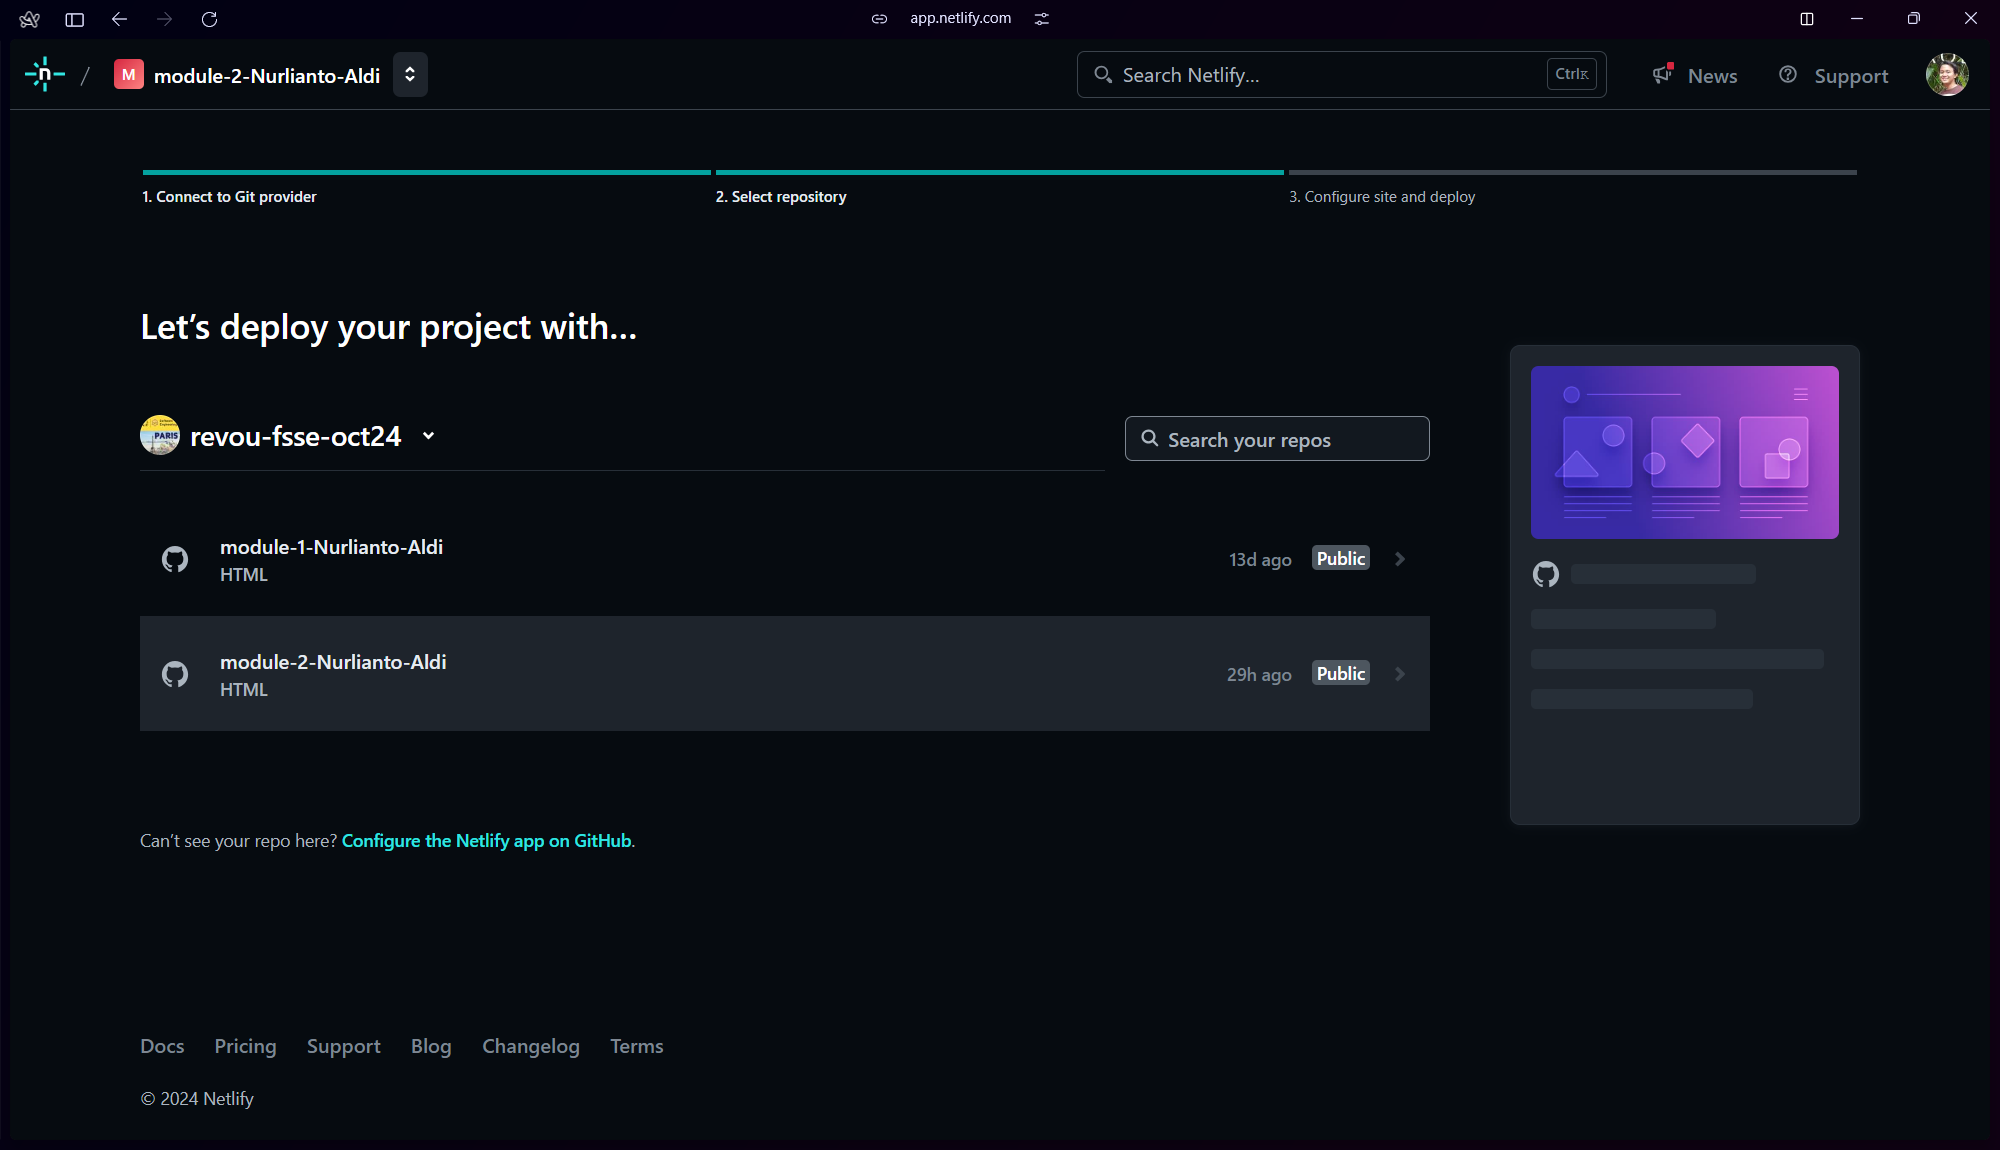 app.netlify.com
n / M module-2-Nurlianto-Aldi
Search Netlify... Ctrl K
News
Support
1. Connect to Git provider
2. Select repository
3. Configure site and deploy
Let’s deploy your project with…
PARIS
revou-fsse-oct24
Search your repos
module-1-Nurlianto-Aldi
HTML
13d ago Public
module-2-Nurlianto-Aldi
HTML
29h ago Public
Can’t see your repo here? Configure the Netlify app on GitHub.
Docs Pricing Support Blog Changelog Terms
© 2024 Netlify